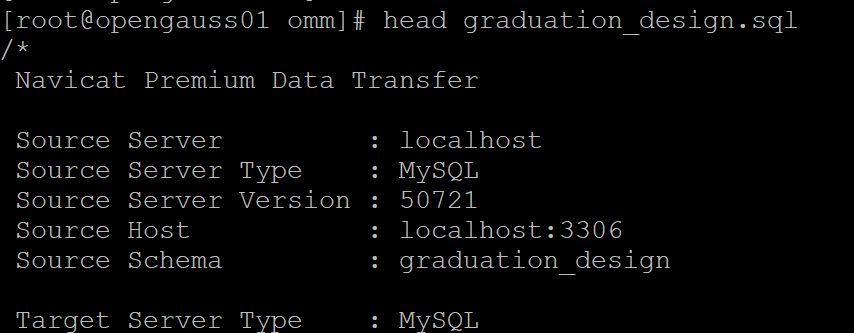 [root@opengauss01 omm]# head graduation_design.sql
/*
 Navicat Premium Data Transfer

 Source Server         : localhost
 Source Server Type    : MySQL
 Source Server Version : 50721
 Source Host           : localhost:3306
 Source Schema         : graduation_design

 Target Server Type    : MySQL